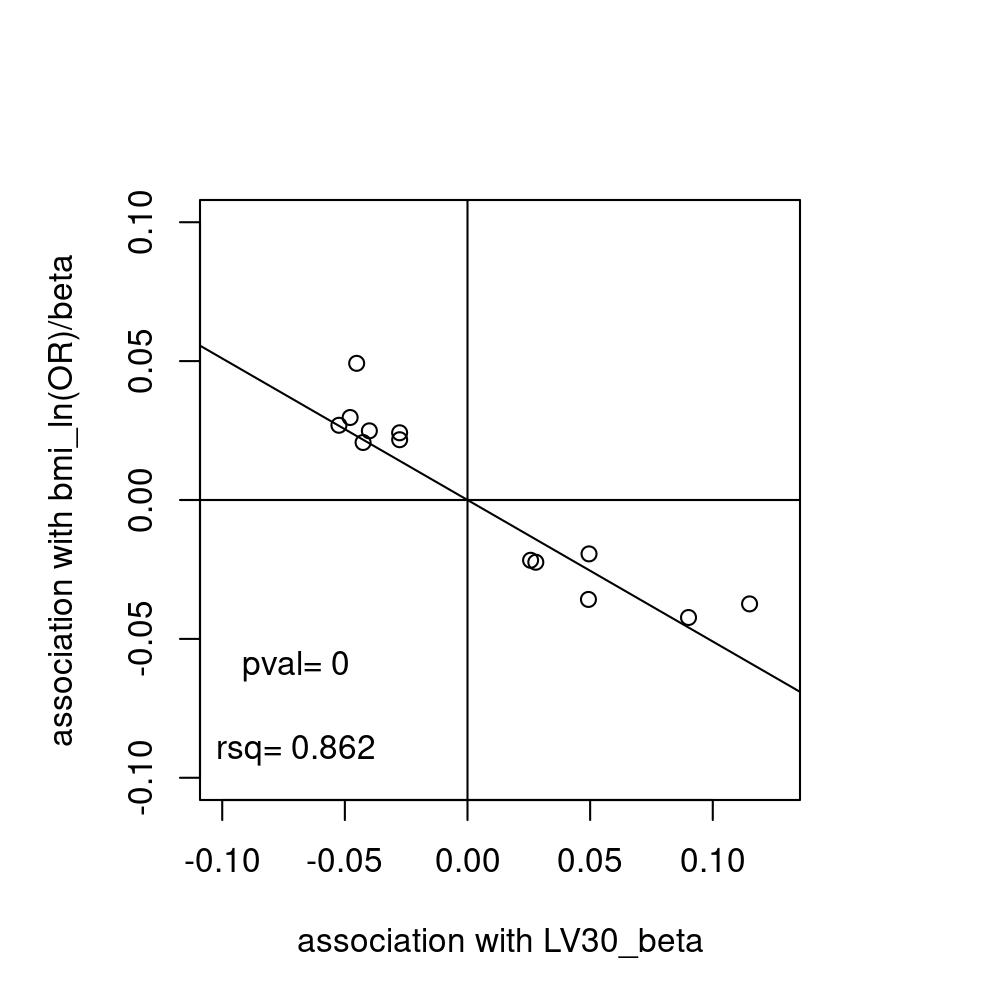 association with bmi_ln(OR)/beta
0.10
0.05
0.00
-0.05
-0.10
pval= 0
rsq= 0.862
-0.10 -0.05 0.00 0.05 0.10
association with LV30_beta